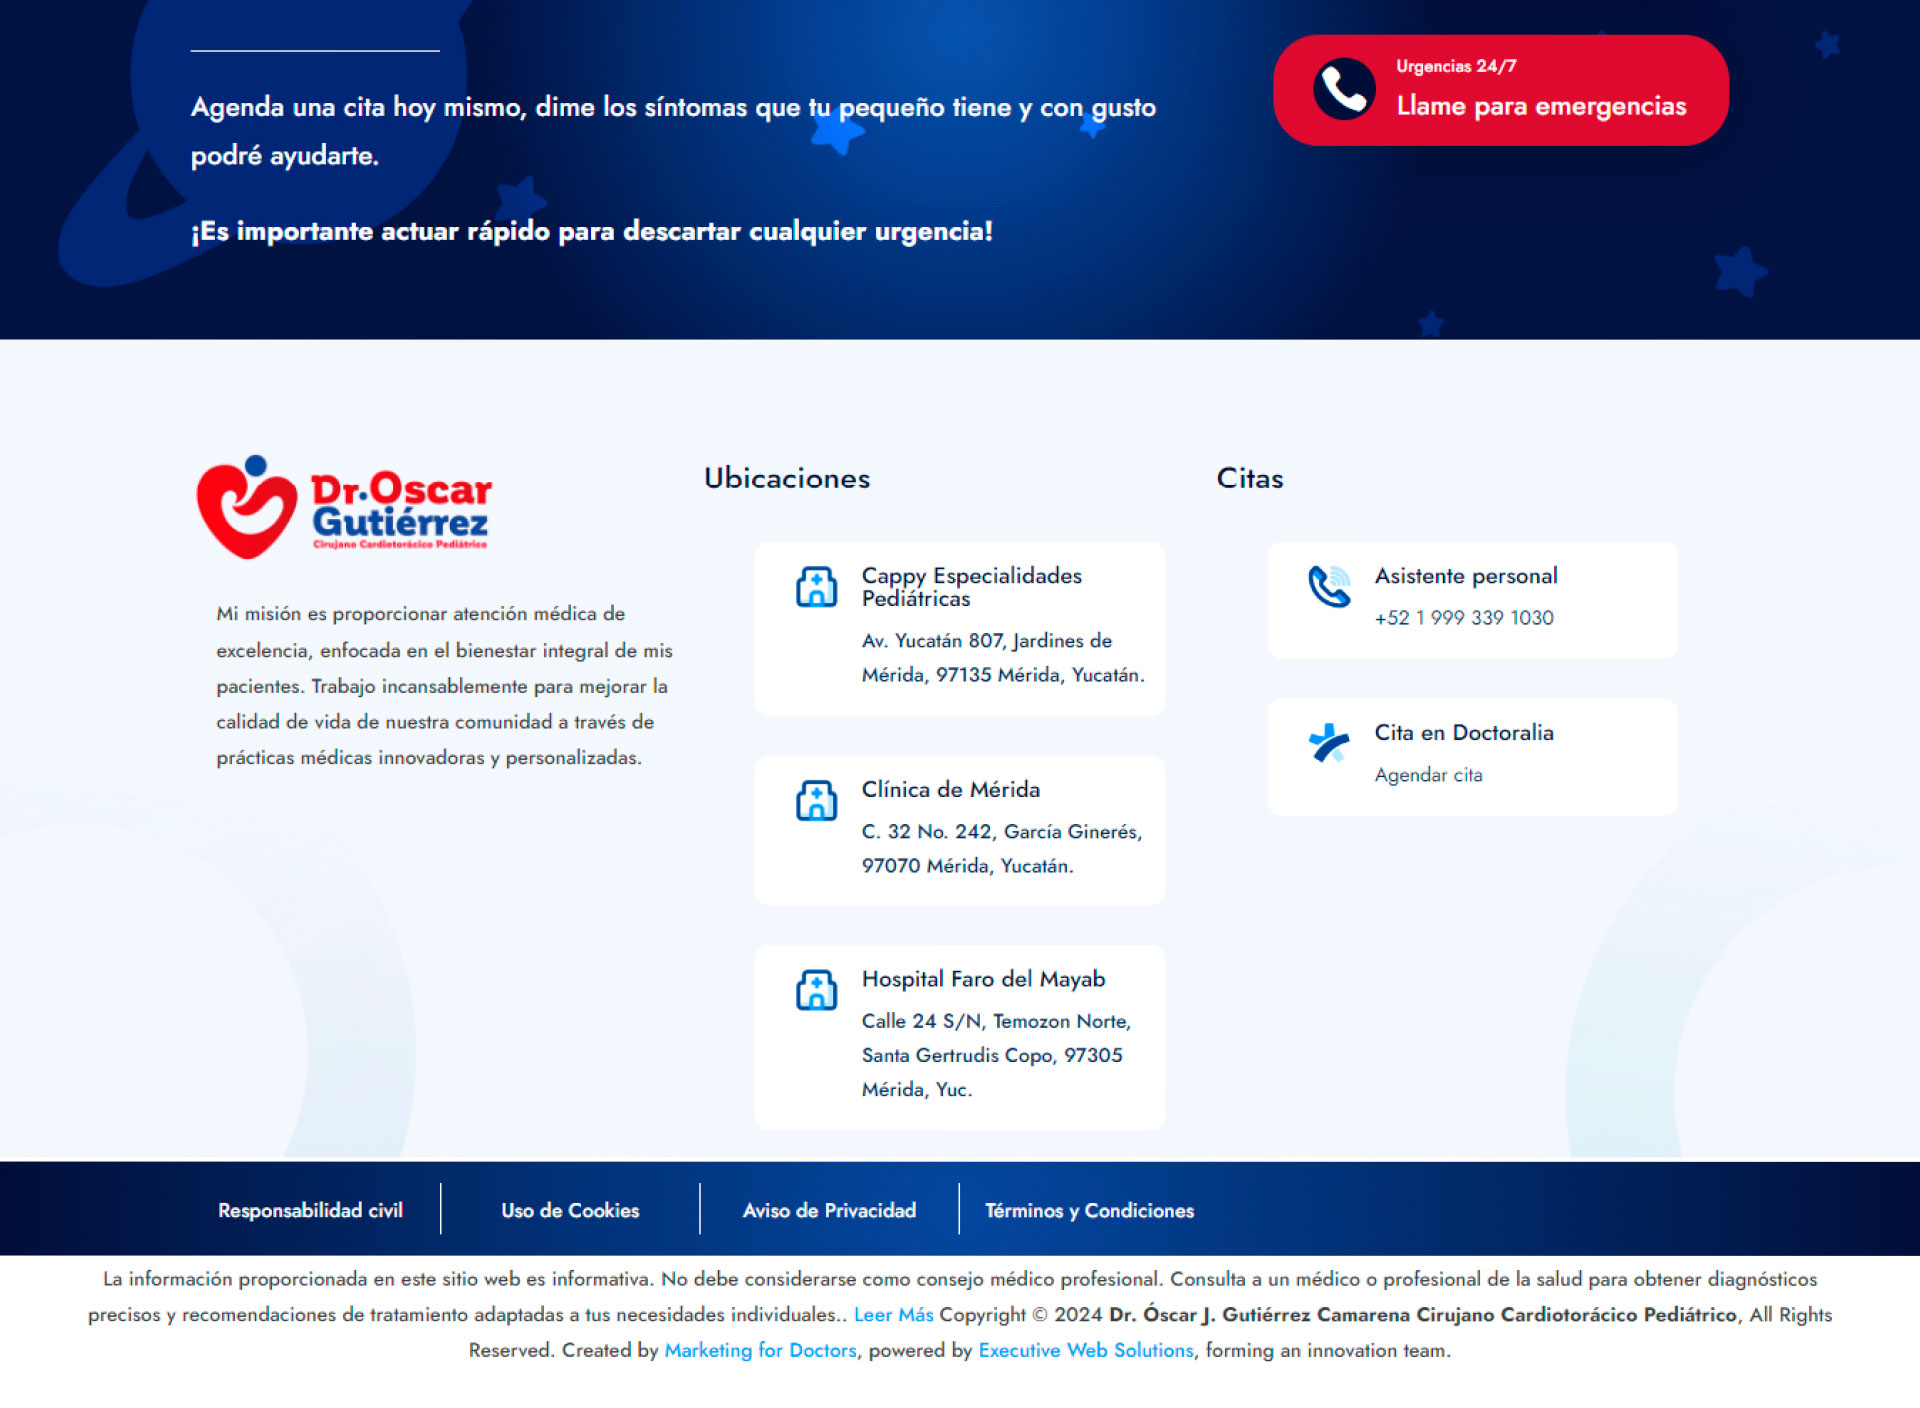 Agenda una cita hoy mismo, dime los síntomas que tu pequeño tiene y con gusto
podré ayudarte.
¡Es importante actuar rápido para descartar cualquier urgencia!
Urgencias 24/7
Llame para emergencias
Dr.Oscar
Gutiérrez
Cirujano Cardiotorácico Pediátrico
Mi misión es proporcionar atención médica de
excelencia, enfocada en el bienestar integral de mis
pacientes. Trabajo incansablemente para mejorar la
calidad de vida de nuestra comunidad a través de
prácticas médicas innovadoras y personalizadas.
Ubicaciones
Cappy Especialidades
Pediátricas
Av. Yucatán 807, Jardines de
Mérida, 97135 Mérida, Yucatán.
Clínica de Mérida
C. 32 No. 242, García Ginerés,
97070 Mérida, Yucatán.
Hospital Faro del Mayab
Calle 24 S/N, Temozon Norte,
Santa Gertrudis Copo, 97305
Mérida, Yuc.
Citas
Asistente personal
+52 1 999 339 1030
Cita en Doctoralia
Agendar cita
Responsabilidad civil
Uso de Cookies
Aviso de Privacidad
Términos y Condiciones
La información proporcionada en este sitio web es informativa. No debe considerarse como consejo médico profesional. Consulta a un médico o profesional de la salud para obtener diagnósticos
precisos y recomendaciones de tratamiento adaptadas a tus necesidades individuales.. Leer Más Copyright © 2024 Dr. Óscar J. Gutiérrez Camarena Cirujano Cardiotorácico Pediátrico, All Rights
Reserved. Created by Marketing for Doctors, powered by Executive Web Solutions, forming an innovation team.